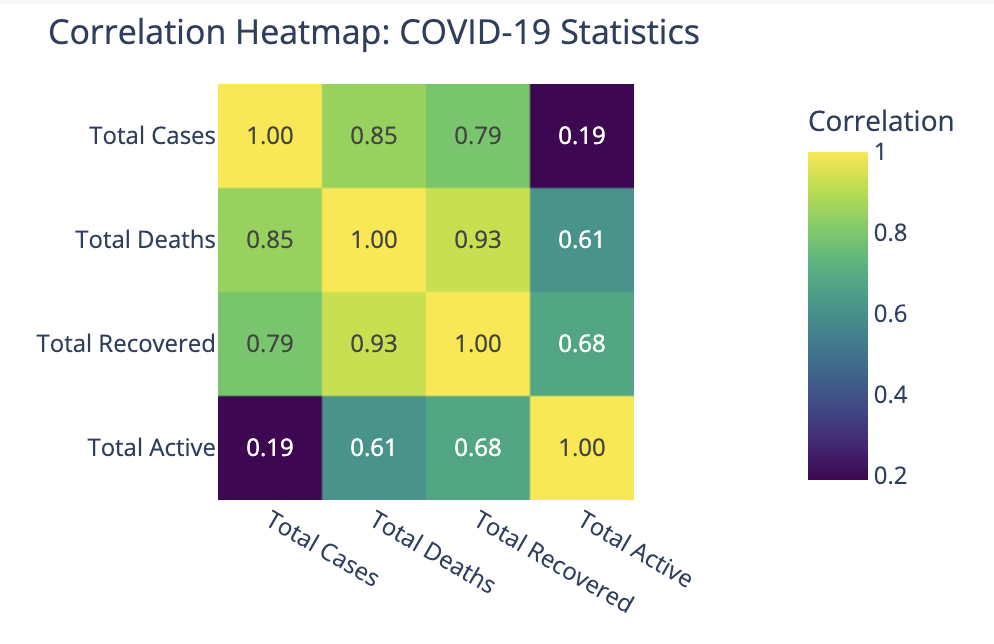 Correlation Heatmap: COVID-19 Statistics
Correlation
Total Cases 1.00 0.85 0.79 0.19
Total Deaths 0.85 1.00 0.93 0.61
Total Recovered 0.79 0.93 1.00 0.68
Total Active 0.19 0.61 0.68 1.00
Total Cases
Total Deaths
Total Recovered
Total Active
1
0.8
0.6
0.4
0.2